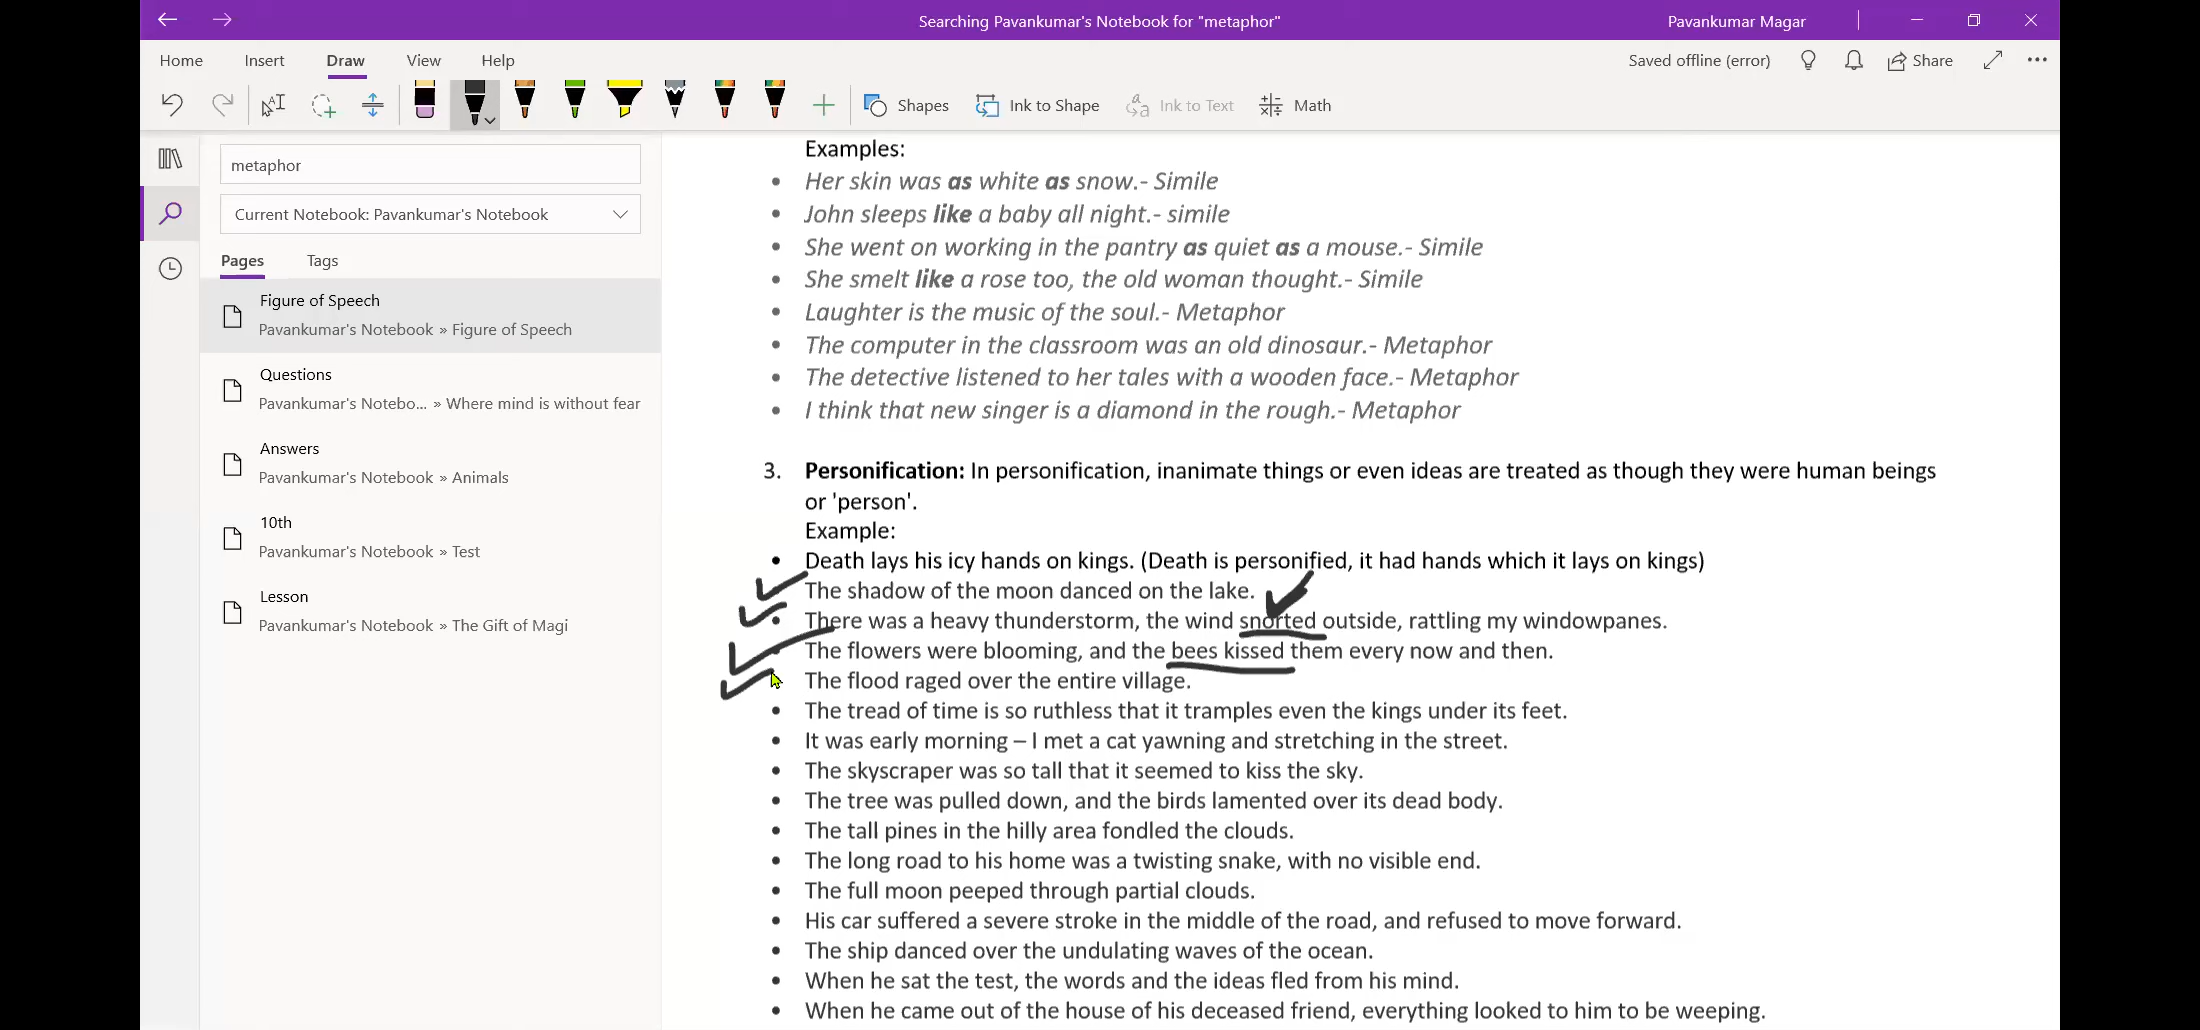 Searching Pavankumar's Notebook for "metaphor"
Pavankumar Magar
Home Insert Draw View Help
Saved offline (error) Share
Shapes Ink to Shape Ink to Text Math
metaphor
Current Notebook: Pavankumar's Notebook
Pages Tags
Figure of Speech
Pavankumar's Notebook » Figure of Speech
Questions
Pavankumar's Notebo... » Where mind is without fear
Answers
Pavankumar's Notebook » Animals
10th
Pavankumar's Notebook » Test
Lesson
Pavankumar's Notebook » The Gift of Magi
Examples:
• Her skin was as white as snow.- Simile
• John sleeps like a baby all night.- simile
• She went on working in the pantry as quiet as a mouse.- Simile
• She smelt like a rose too, the old woman thought.- Simile
• Laughter is the music of the soul.- Metaphor
• The computer in the classroom was an old dinosaur.- Metaphor
• The detective listened to her tales with a wooden face.- Metaphor
• I think that new singer is a diamond in the rough.- Metaphor
3. Personification: In personification, inanimate things or even ideas are treated as though they were human beings
or 'person'.
Example:
• Death lays his icy hands on kings. (Death is personified, it had hands which it lays on kings)
The shadow of the moon danced on the lake.
• There was a heavy thunderstorm, the wind snorted outside, rattling my windowpanes.
• The flowers were blooming, and the bees kissed them every now and then.
The flood raged over the entire village.
• The tread of time is so ruthless that it tramples even the kings under its feet.
• It was early morning – I met a cat yawning and stretching in the street.
• The skyscraper was so tall that it seemed to kiss the sky.
• The tree was pulled down, and the birds lamented over its dead body.
• The tall pines in the hilly area fondled the clouds.
• The long road to his home was a twisting snake, with no visible end.
• The full moon peeped through partial clouds.
• His car suffered a severe stroke in the middle of the road, and refused to move forward.
• The ship danced over the undulating waves of the ocean.
• When he sat the test, the words and the ideas fled from his mind.
• When he came out of the house of his deceased friend, everything looked to him to be weeping.